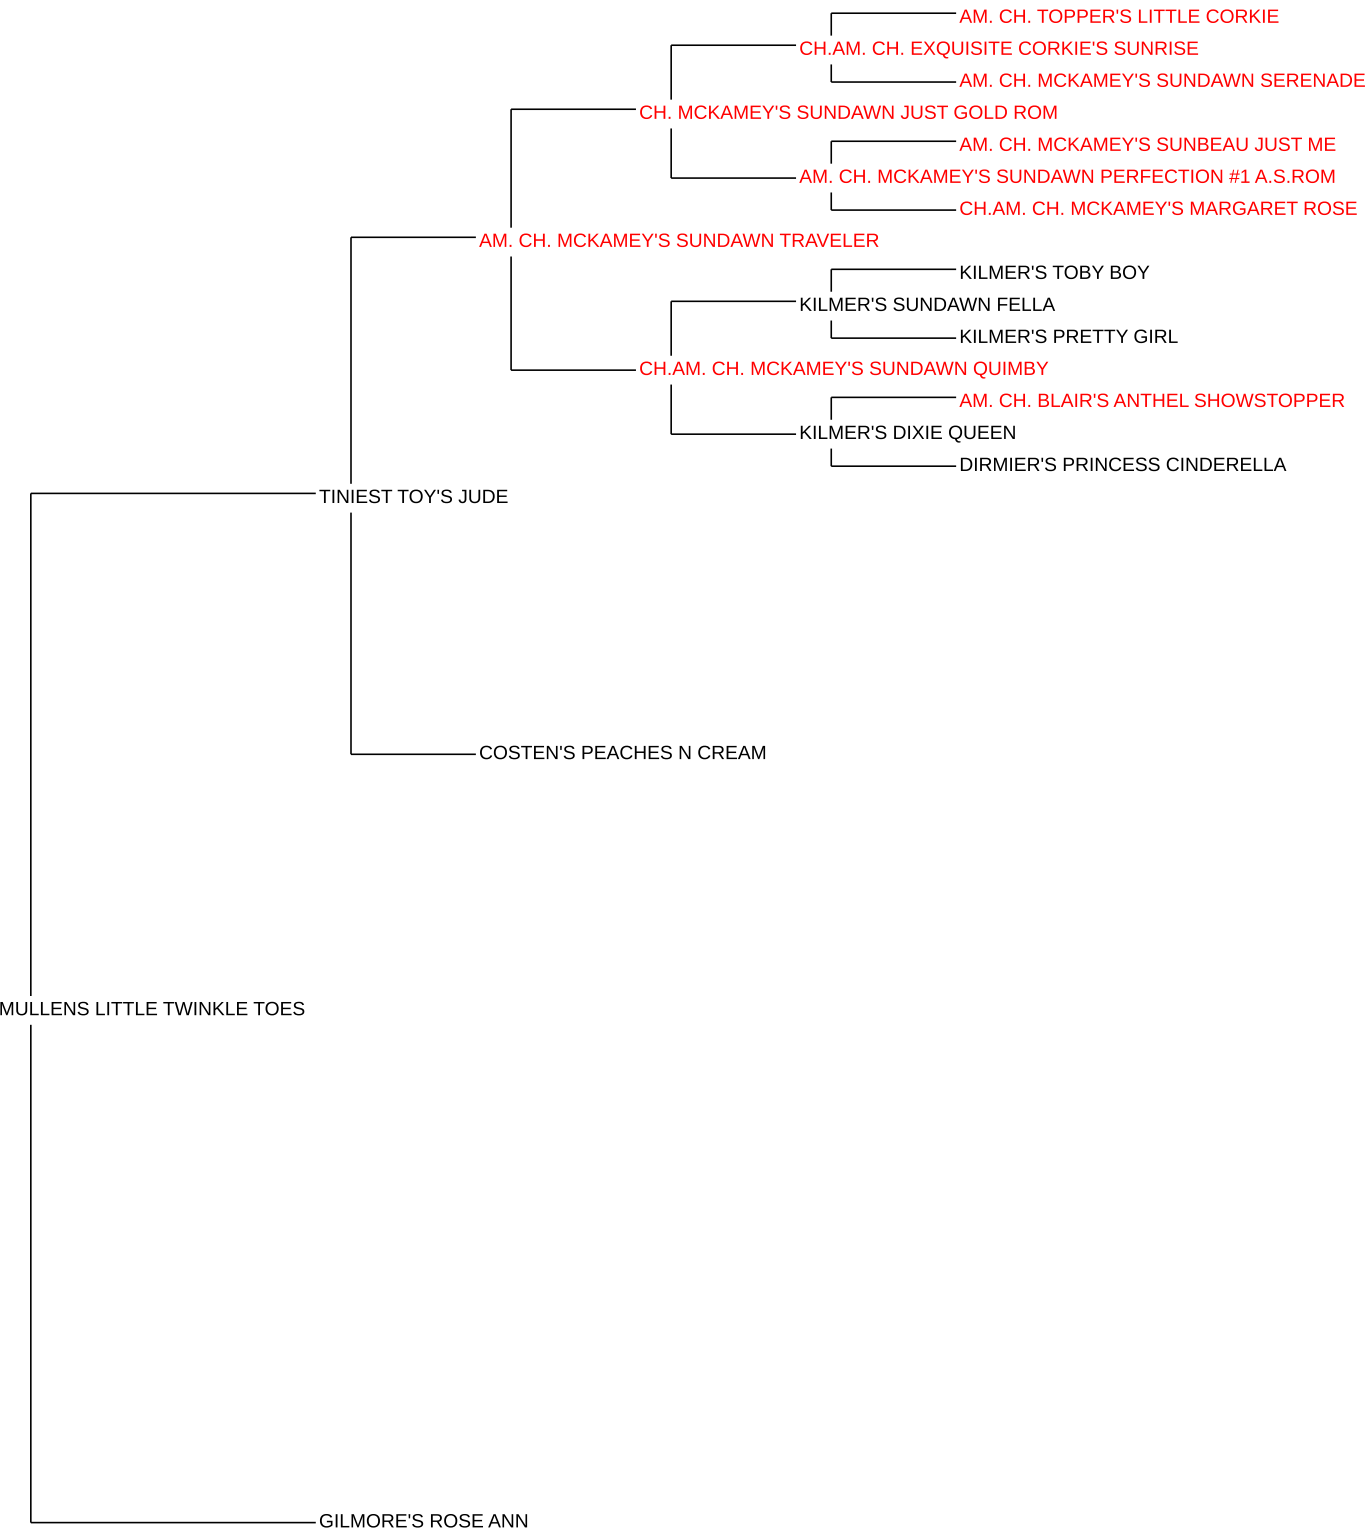 AM. CH. TOPPER'S LITTLE CORKIE
CH.AM. CH. EXQUISITE CORKIE'S SUNRISE
AM. CH. MCKAMEY'S SUNDAWN SERENADE
CH. MCKAMEY'S SUNDAWN JUST GOLD ROM
AM. CH. MCKAMEY'S SUNBEAU JUST ME
AM. CH. MCKAMEY'S SUNDAWN PERFECTION #1 A.S.ROM
CH.AM. CH. MCKAMEY'S MARGARET ROSE
AM. CH. MCKAMEY'S SUNDAWN TRAVELER
KILMER'S TOBY BOY
KILMER'S SUNDAWN FELLA
KILMER'S PRETTY GIRL
CH.AM. CH. MCKAMEY'S SUNDAWN QUIMBY
AM. CH. BLAIR'S ANTHEL SHOWSTOPPER
KILMER'S DIXIE QUEEN
DIRMIER'S PRINCESS CINDERELLA
TINIEST TOY'S JUDE
COSTEN'S PEACHES N CREAM
MULLENS LITTLE TWINKLE TOES
GILMORE'S ROSE ANN